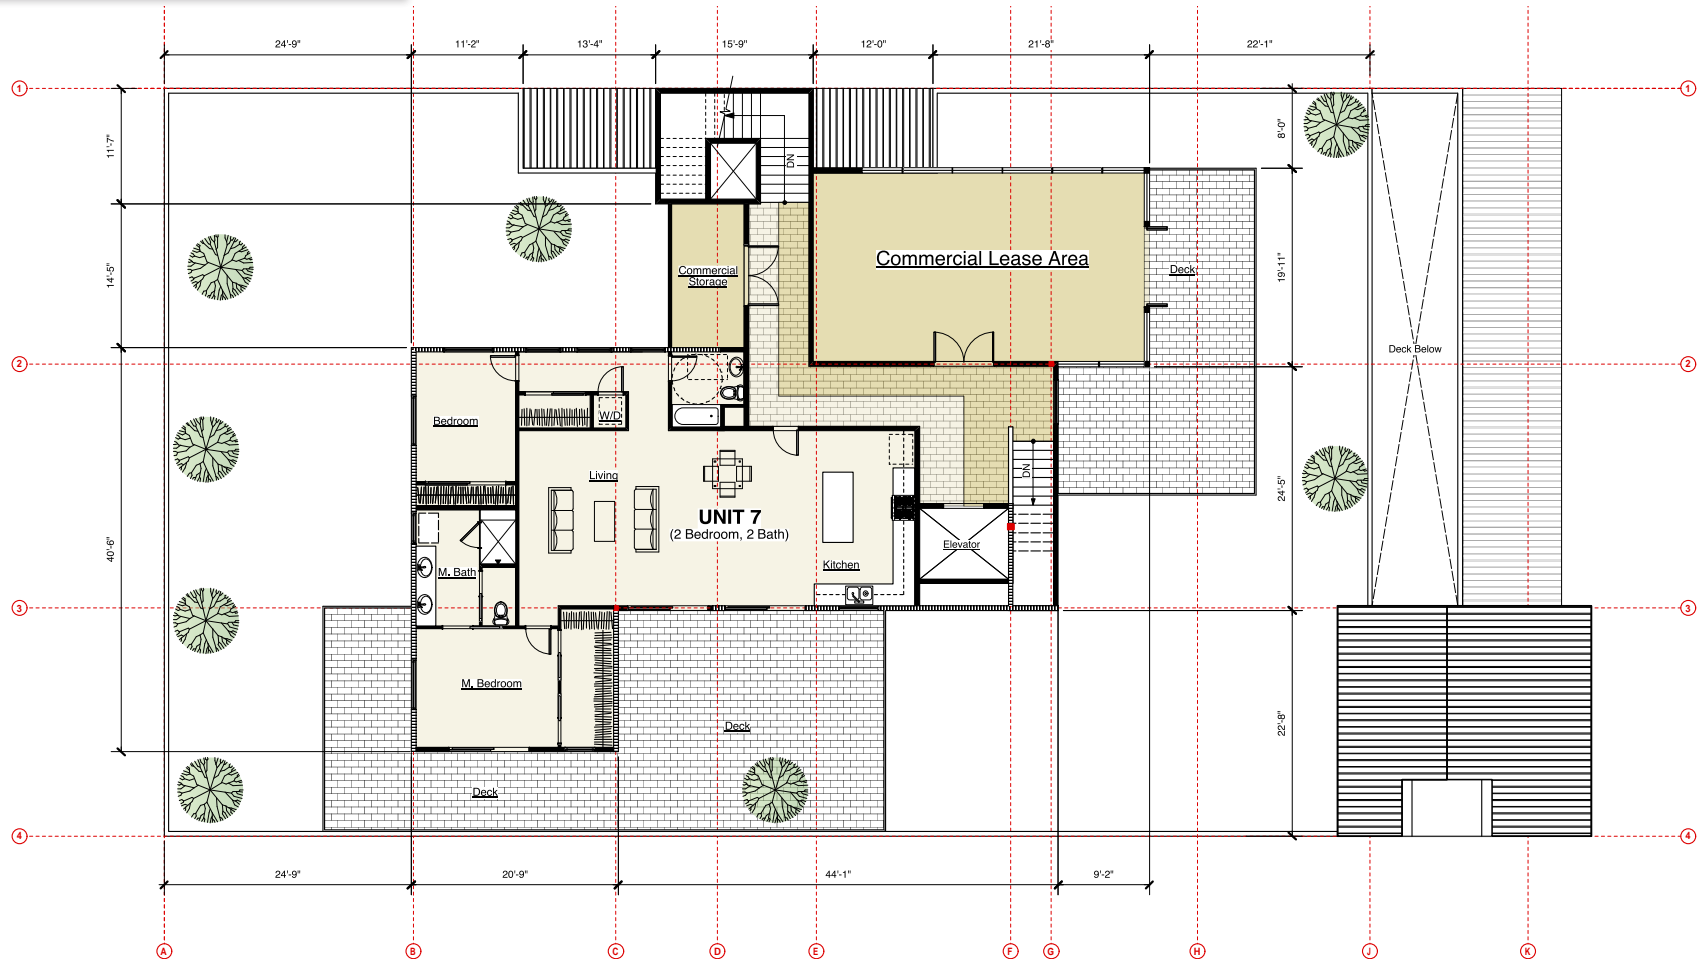 24'-9"
11'-2"
13'-4"
15'-9"
12'-0"
21'-8"
22'-1"
1
1
11'-7"
8'-0"
DN
14'-5"
Commercial
Storage
Commercial Lease Area
Deck
19'-11"
Deck Below
2
2
Bedroom
W/D
Living
DN
24'-5"
UNIT 7
(2 Bedroom, 2 Bath)
40'-6"
Elevator
M. Bath
Kitchen
3
3
M. Bedroom
Deck
22'-8"
Deck
4
4
24'-9"
20'-9"
44'-1"
9'-2"
A
B
C
D
E
F
G
H
J
K